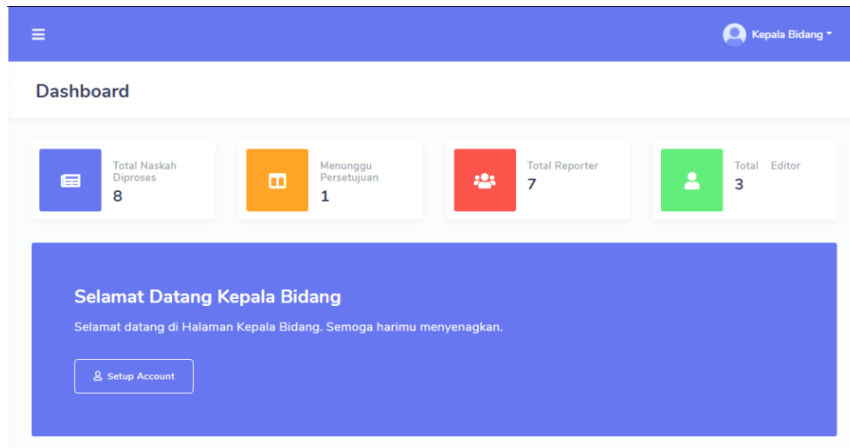 Kepala Bidang
Dashboard
Total Naskah
Diproses
8
Menunggu
Persetujuan
1
Total Reporter
7
Total Editor
3
Selamat Datang Kepala Bidang
Selamat datang di Halaman Kepala Bidang. Semoga harimu menyenagkan.
Setup Account